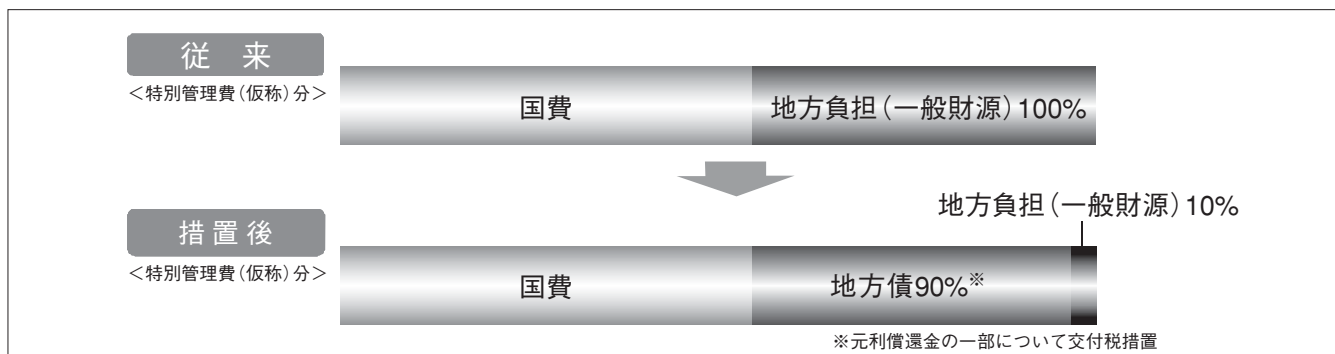 従 来
＜特別管理費（仮称）分＞
国費
地方負担（一般財源）100%
地方負担（一般財源）10%
措 置 後
＜特別管理費（仮称）分＞
国費
地方債90%※
※元利償還金の一部について交付税措置